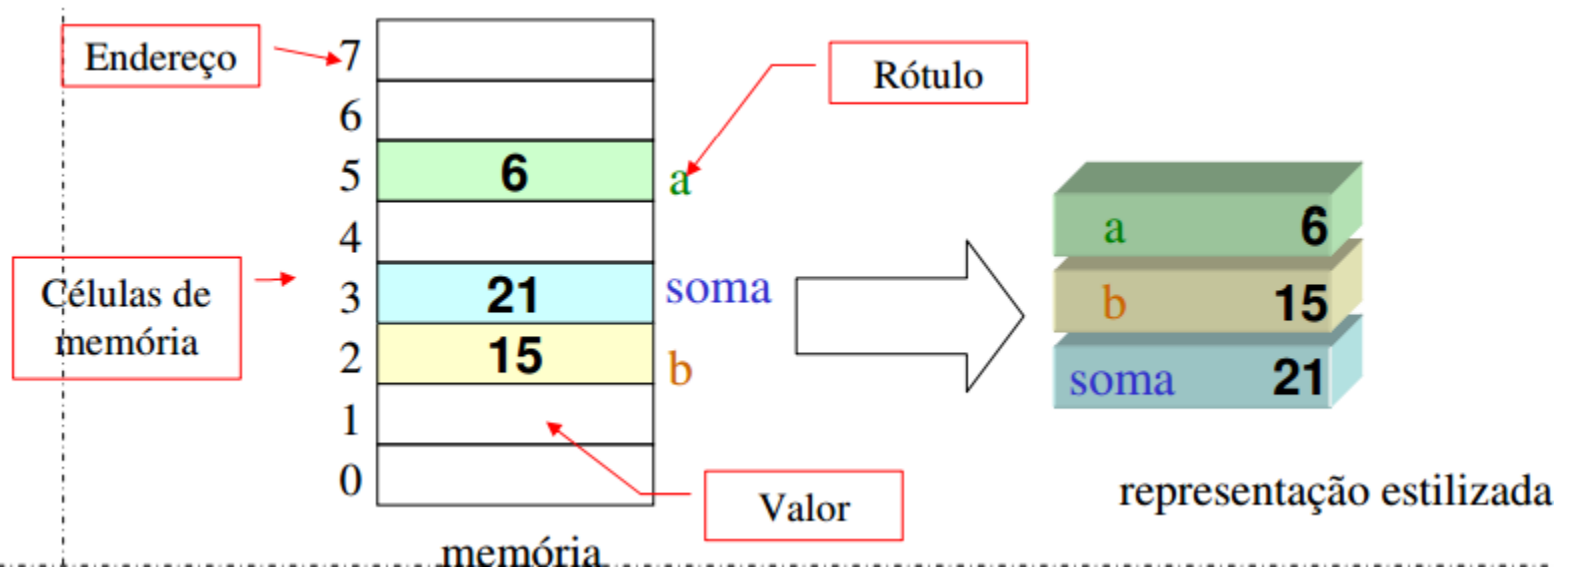 Endereço
Rótulo
7
6
5 6 a
4
Células de
memória
3 21 soma
2 15 b
1
0
Valor
memória
a 6
b 15
soma 21
representação estilizada